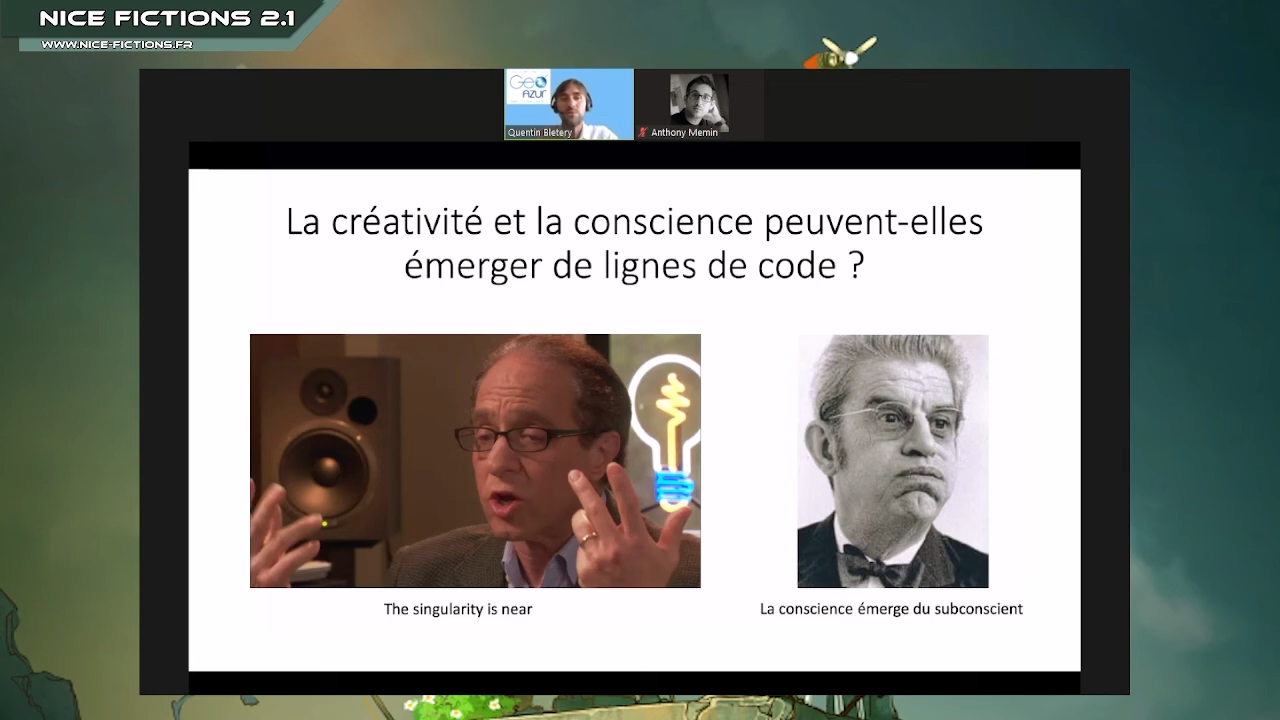 NICE FICTIONS 2.1
WWW.NICE-FICTIONS.FR
GEO
AZUR
Quentin Bletery
Anthony Memin
La créativité et la conscience peuvent-elles
émerger de lignes de code ?
The singularity is near
La conscience émerge du subconscient